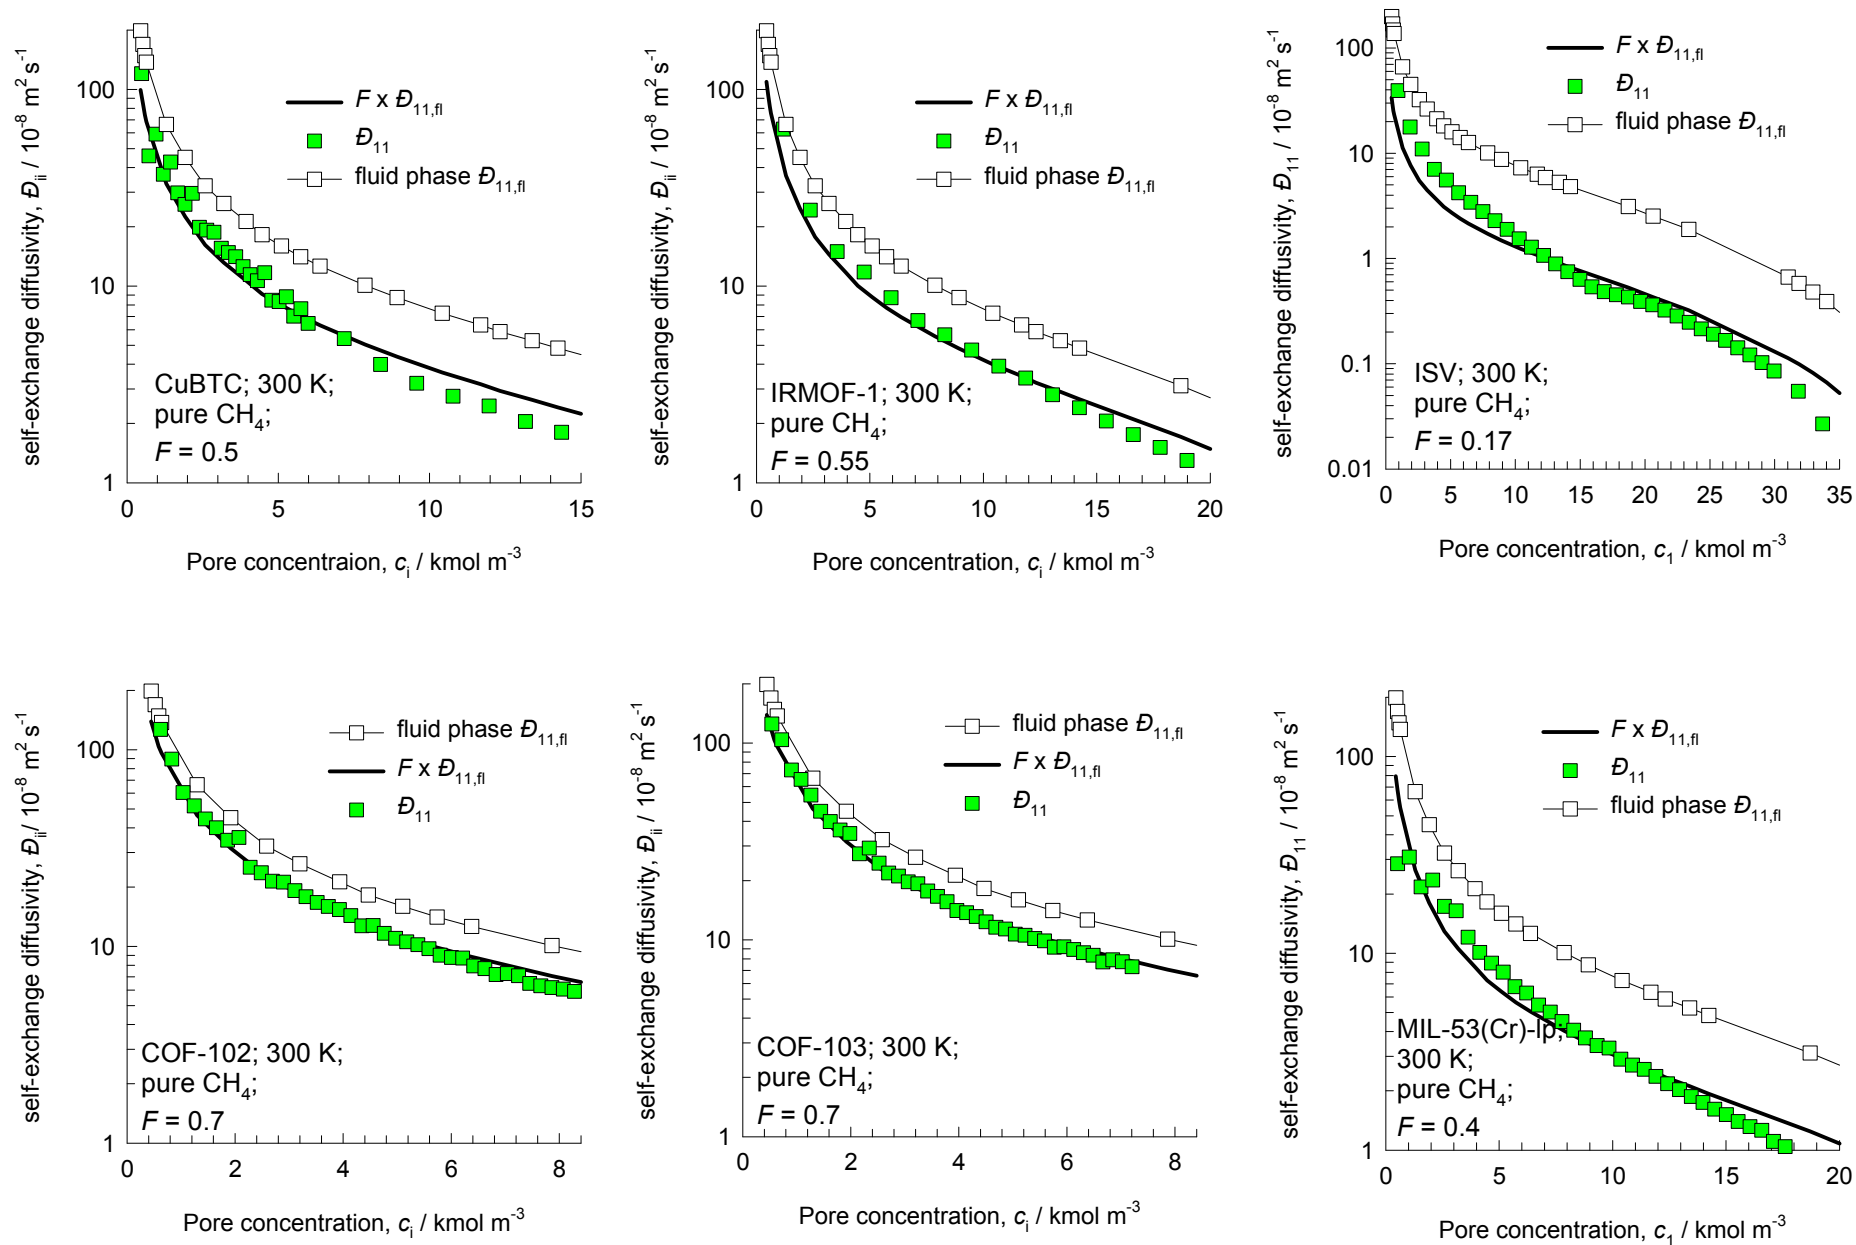 self-exchange diffusivity, Đii / 10-8 m2 s-1
100
10
1
F x Đ11,fl
Đ11
fluid phase Đ11,fl
CuBTC; 300 K;
pure CH4;
F = 0.5
0 5 10 15
Pore concentraion, ci / kmol m-3
self-exchange diffusivity, Đii / 10-8 m2 s-1
100
10
1
F x Đ11,fl
Đ11
fluid phase Đ11,fl
IRMOF-1; 300 K;
pure CH4;
F = 0.55
0 5 10 15 20
Pore concentration, ci / kmol m-3
self-exchange diffusivity, Đ11 / 10-8 m2 s-1
100
10
1
0.1
0.01
F x Đ11,fl
Đ11
fluid phase Đ11,fl
ISV; 300 K;
pure CH4;
F = 0.17
0 5 10 15 20 25 30 35
Pore concentration, c1 / kmol m-3
self-exchange diffusivity, Đii/ 10-8 m2 s-1
100
10
1
fluid phase Đ11,fl
F x Đ11,fl
Đ11
COF-102; 300 K;
pure CH4;
F = 0.7
0 2 4 6 8
Pore concentration, ci / kmol m-3
self-exchange diffusivity, Đii / 10-8 m2 s-1
100
10
1
fluid phase Đ11,fl
F x Đ11,fl
Đ11
COF-103; 300 K;
pure CH4;
F = 0.7
0 2 4 6 8
Pore concentration, ci / kmol m-3
self-exchange diffusivity, Đ11 / 10-8 m2 s-1
100
10
1
F x Đ11,fl
Đ11
fluid phase Đ11,fl
MIL-53(Cr)-lp;
300 K;
pure CH4;
F = 0.4
0 5 10 15 20
Pore concentration, c1 / kmol m-3